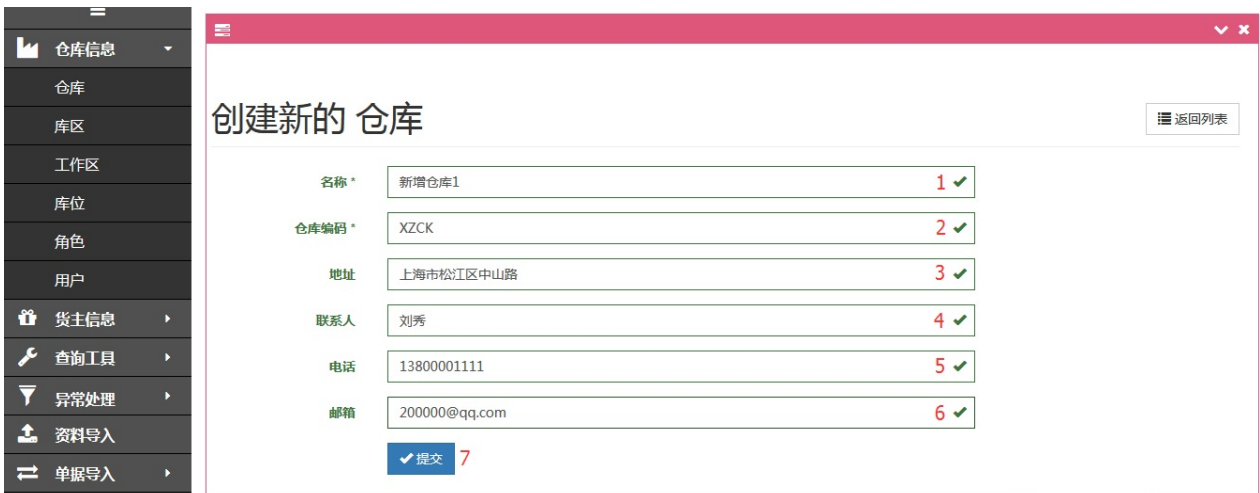 仓库信息
仓库
库区
工作区
库位
角色
用户
货主信息
查询工具
异常处理
资料导入
单据导入
创建新的 仓库
返回列表
名称 * 新增仓库1 1
仓库编码 * XZCK 2
地址 上海市松江区中山路 3
联系人 刘秀 4
电话 13800001111 5
邮箱 200000@qq.com 6
提交 7